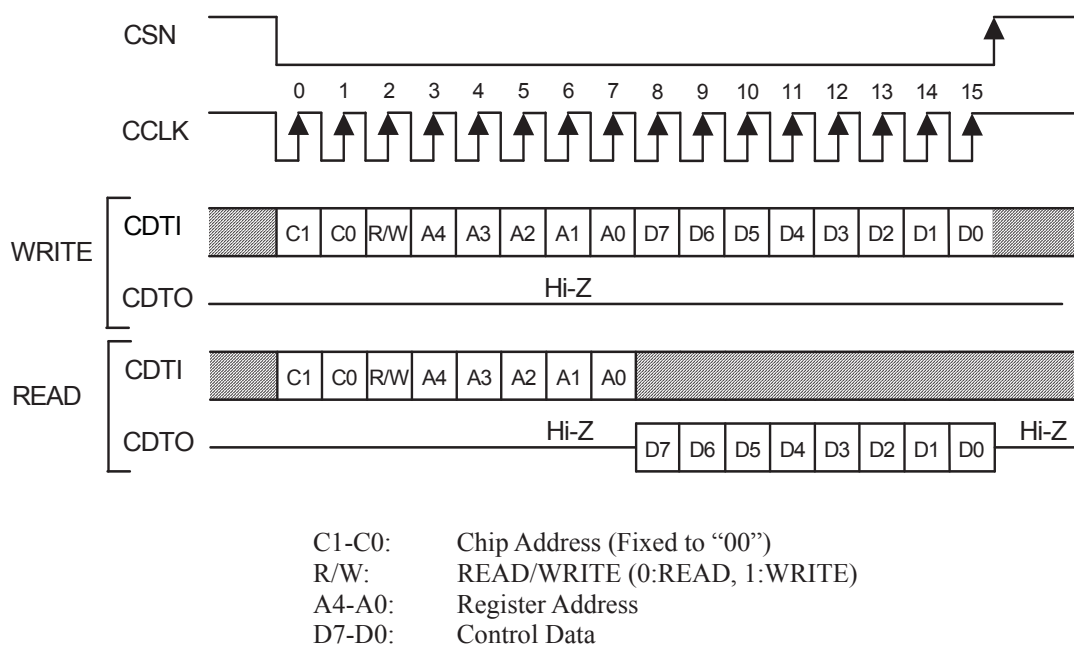 CSN
0 1 2 3 4 5 6 7 8 9 10 11 12 13 14 15
CCLK
WRITE
CDTI
C1 C0 R/W A4 A3 A2 A1 A0 D7 D6 D5 D4 D3 D2 D1 D0
CDTO
Hi-Z
READ
CDTI
C1 C0 R/W A4 A3 A2 A1 A0
CDTO
Hi-Z
D7 D6 D5 D4 D3 D2 D1 D0
Hi-Z
C1-C0: Chip Address (Fixed to “00”)
R/W: READ/WRITE (0:READ, 1:WRITE)
A4-A0: Register Address
D7-D0: Control Data